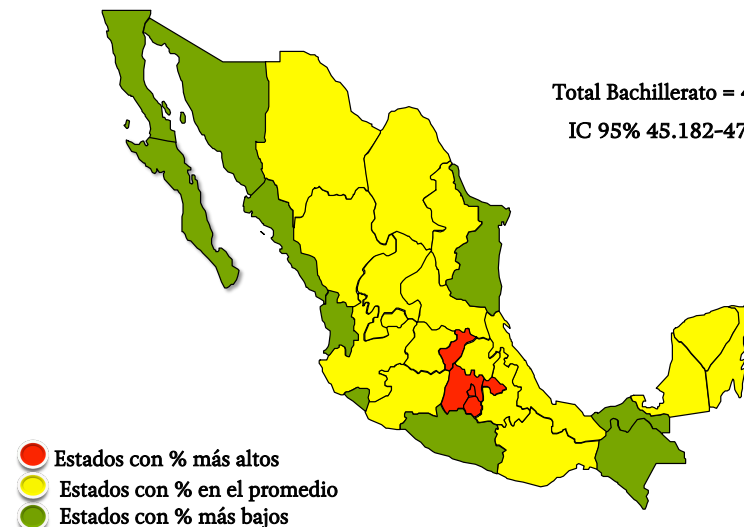 Total Bachillerato = 4
IC 95% 45.182-47
Estados con % más altos
Estados con % en el promedio
Estados con % más bajos